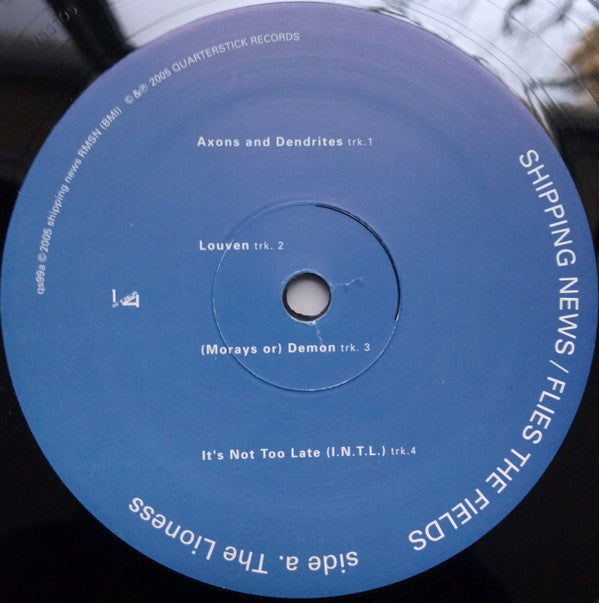 SHIPPING NEWS / FLIES THE FIELDS
side a. The Lioness
qs99a © 2005 shipping news RMSN (BMI) ©&℗ 2005 QUARTERSTICK RECORDS
Axons and Dendrites trk.1
Louven trk. 2
(Morays or) Demon trk. 3
It's Not Too Late (I.N.T.L.) trk.4